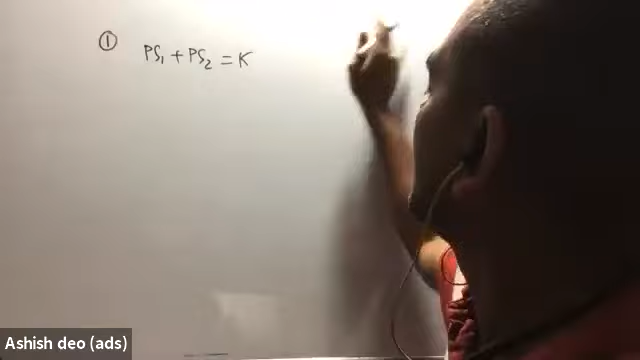 ① PS₁ + PS₂ = K
Ashish deo (ads)